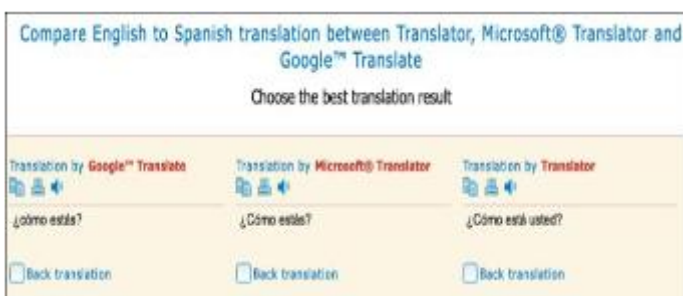 Compare English to Spanish translation between Translator, Microsoft® Translator and
Google™ Translate
Choose the best translation result
Translation by Google™ Translate
¿cómo estás?
Back translation
Translation by Microsoft® Translator
¿Cómo estás?
Back translation
Translation by Translator
¿Cómo está usted?
Back translation